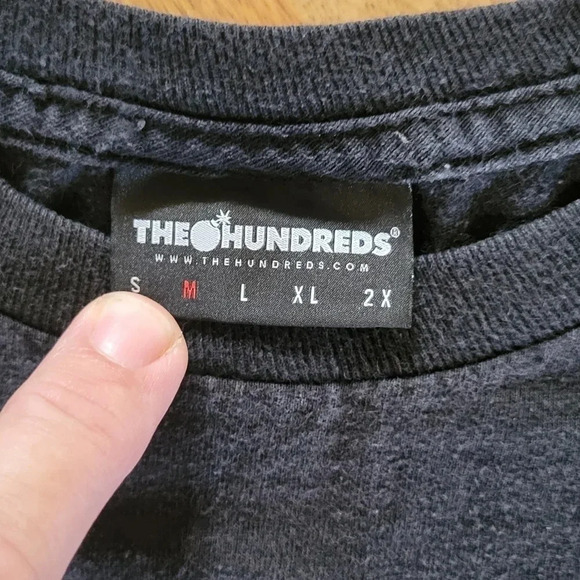 THE HUNDREDS®
WWW.THEHUNDREDS.COM
S M L XL 2X